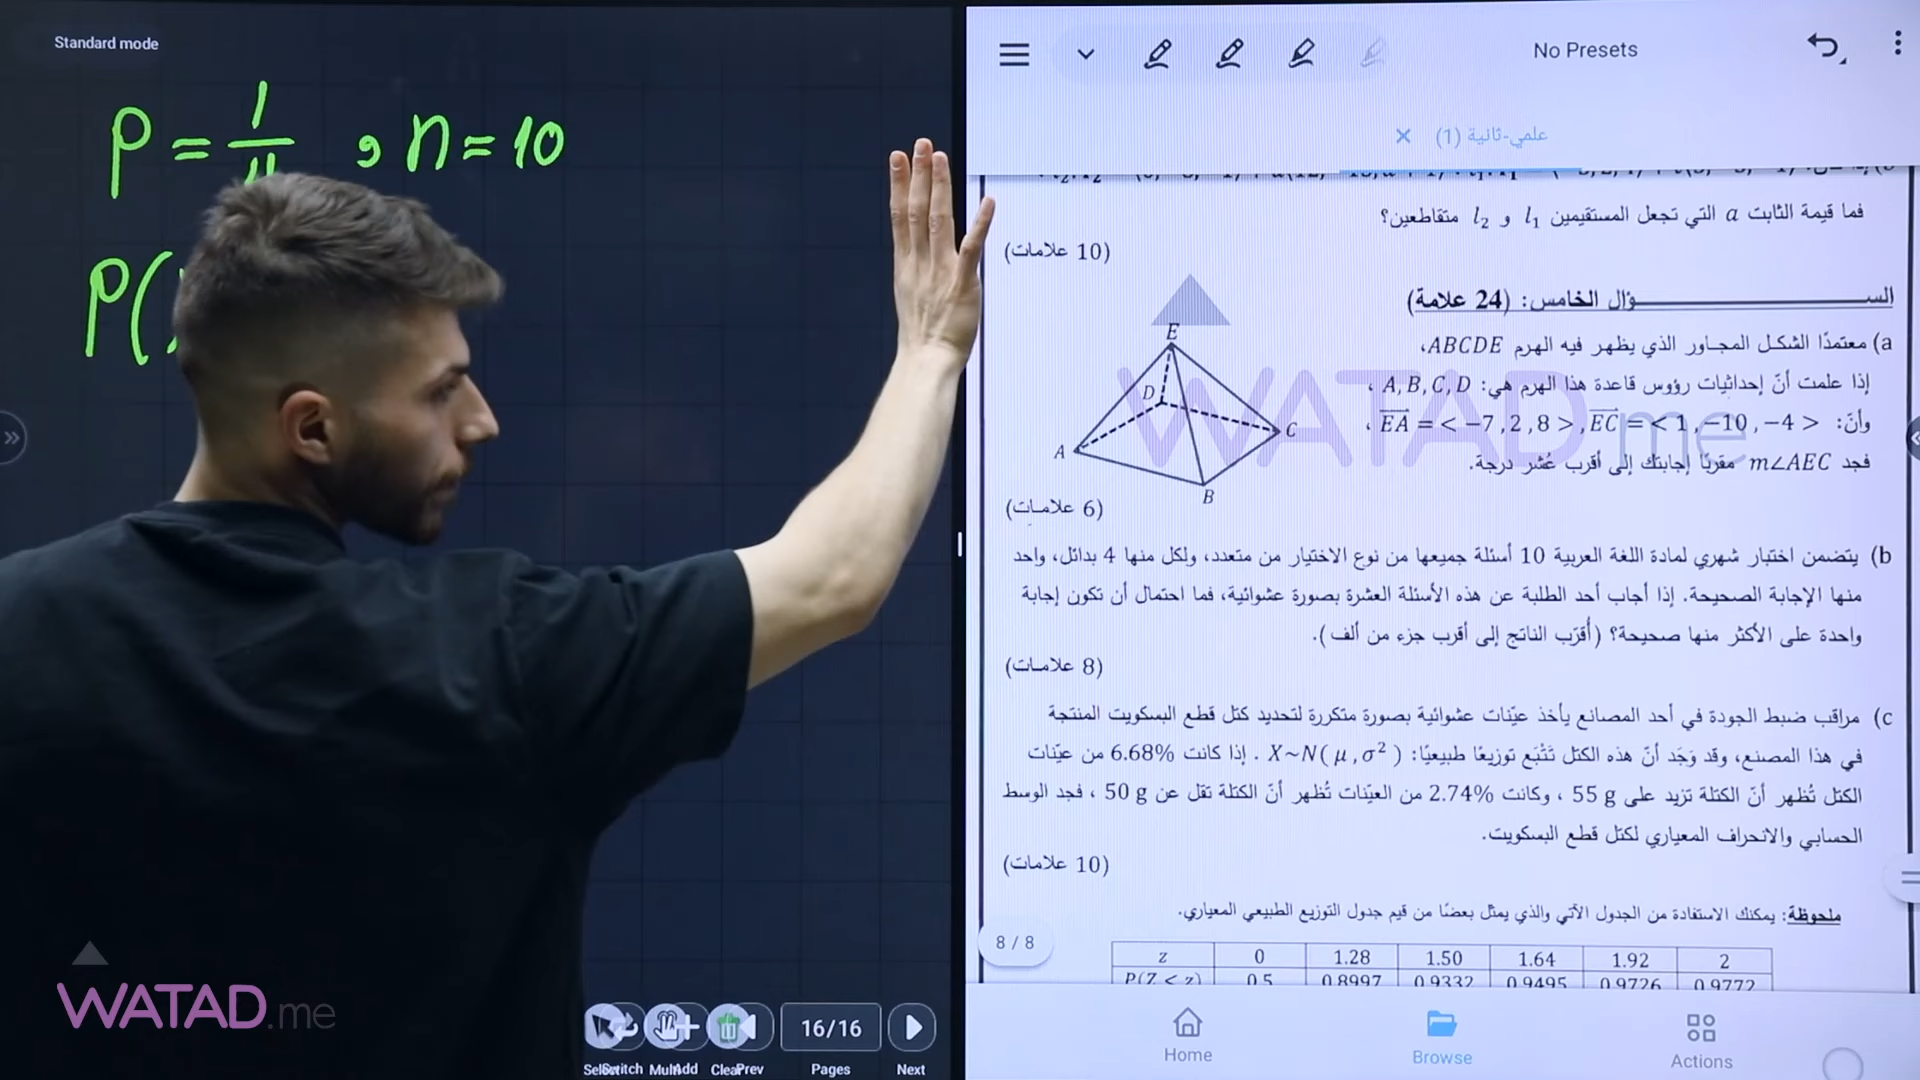 Standard mode
P = 1/4 , n = 10
P(
WATAD.me
Select
Switch
Multi
Add
Clear
Prev
16/16
Pages
Next
No Presets
علمي-ثانية (1) ×
فما قيمة الثابت a التي تجعل المستقيمين l₁ و l₂ متقاطعين؟
(10 علامات)
الســــؤال الخامس: (24 علامة)
a) معتمدًا الشكل المجاور الذي يظهر فيه الهرم ABCDE،
إذا علمت أنّ إحداثيات رؤوس قاعدة هذا الهرم هي: A, B, C, D ،
وأنّ: EA = < −7 , 2 , 8 > , EC = < 1 , −10 , −4 > ،
فجد m∠AEC مقربًا إجابتك إلى أقرب عُشر درجة.
(6 علامات)
E
D
C
A
B
WATAD me
b) يتضمن اختبار شهري لمادة اللغة العربية 10 أسئلة جميعها من نوع الاختيار من متعدد، ولكل منها 4 بدائل، واحد
منها الإجابة الصحيحة. إذا أجاب أحد الطلبة عن هذه الأسئلة العشرة بصورة عشوائية، فما احتمال أن تكون إجابة
واحدة على الأكثر منها صحيحة؟ (أُقرّب الناتج إلى أقرب جزء من ألف).
(8 علامات)
c) مراقب ضبط الجودة في أحد المصانع يأخذ عيّنات عشوائية بصورة متكررة لتحديد كتل قطع البسكويت المنتجة
في هذا المصنع، وقد وَجَد أنّ هذه الكتل تَتْبَع توزيعًا طبيعيًا: X~N( μ , σ² ) . إذا كانت 6.68% من عيّنات
الكتل تُظهر أنّ الكتلة تزيد على 55 g ، وكانت 2.74% من العيّنات تُظهر أنّ الكتلة تقل عن 50 g ، فجد الوسط
الحسابي والانحراف المعياري لكتل قطع البسكويت.
(10 علامات)
ملحوظة: يمكنك الاستفادة من الجدول الآتي والذي يمثل بعضًا من قيم جدول التوزيع الطبيعي المعياري.
8 / 8
z 0 1.28 1.50 1.64 1.92 2
P(Z < z) 0.5 0.8997 0.9332 0.9495 0.9726 0.9772
Home
Browse
Actions